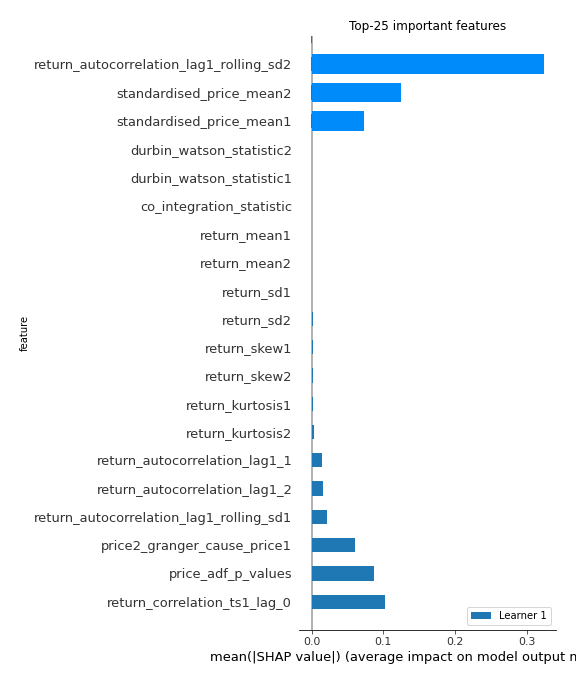 Top-25 important features
return_autocorrelation_lag1_rolling_sd2
standardised_price_mean2
standardised_price_mean1
durbin_watson_statistic2
durbin_watson_statistic1
co_integration_statistic
return_mean1
return_mean2
return_sd1
return_sd2
return_skew1
return_skew2
return_kurtosis1
return_kurtosis2
return_autocorrelation_lag1_1
return_autocorrelation_lag1_2
return_autocorrelation_lag1_rolling_sd1
price2_granger_cause_price1
price_adf_p_values
return_correlation_ts1_lag_0
feature
Learner 1
0.0 0.1 0.2 0.3
mean(|SHAP value|) (average impact on model output